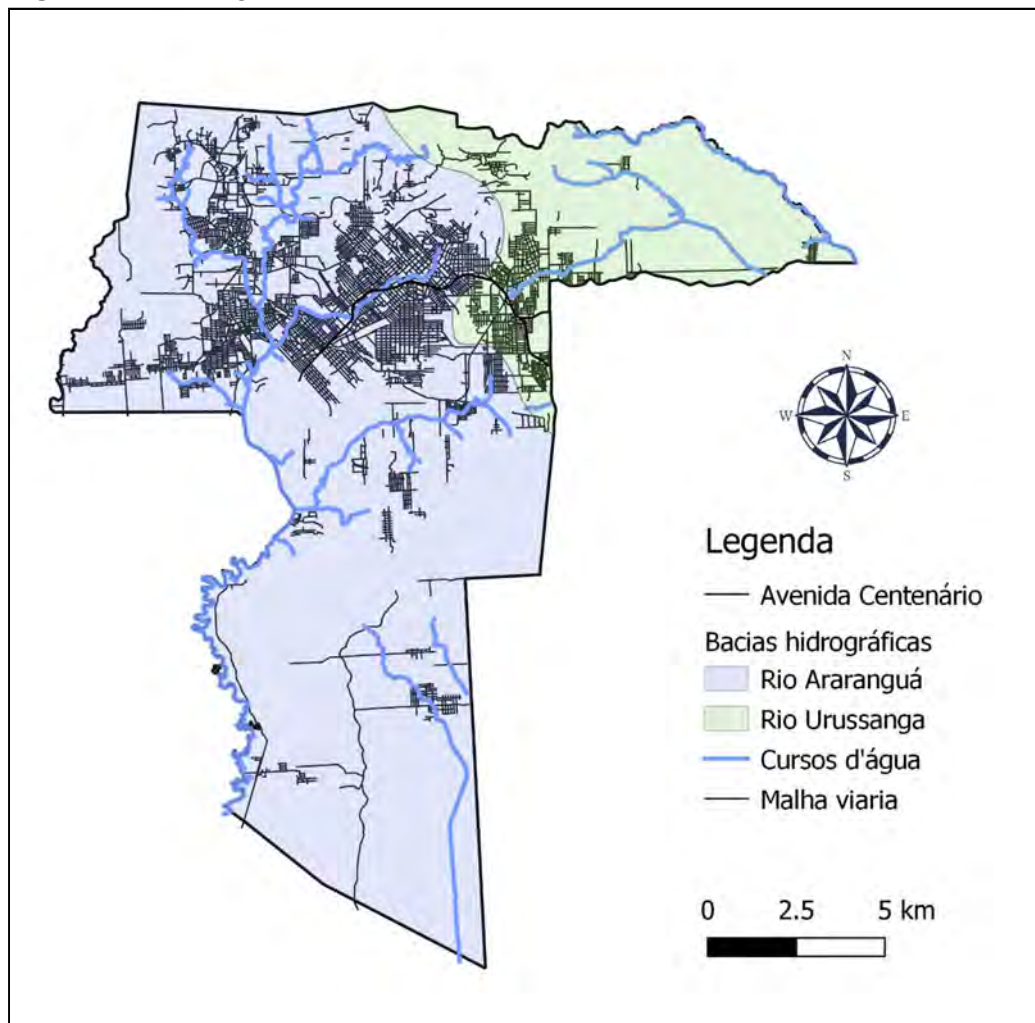 N
W
E
S
Legenda
Avenida Centenário
Bacias hidrográficas
Rio Araranguá
Rio Urussanga
Cursos d'água
Malha viaria
0 2.5 5 km